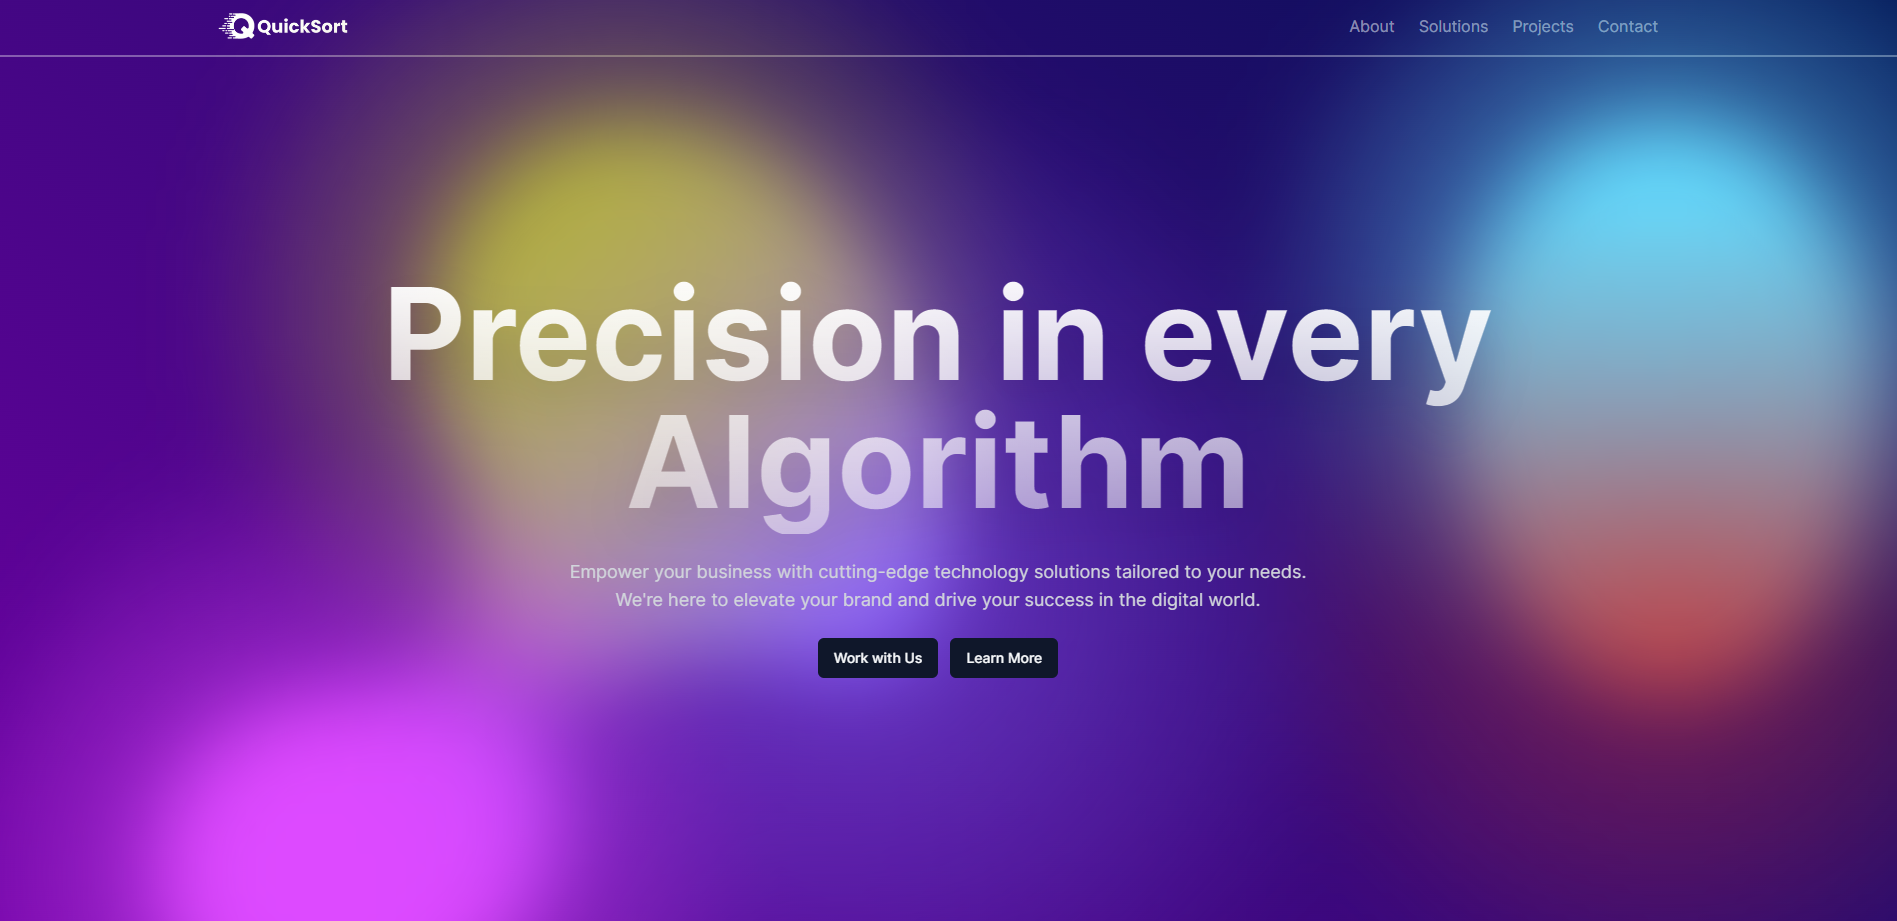 QuickSort
About Solutions Projects Contact
Precision in every
Algorithm
Empower your business with cutting-edge technology solutions tailored to your needs.
We're here to elevate your brand and drive your success in the digital world.
Work with Us Learn More